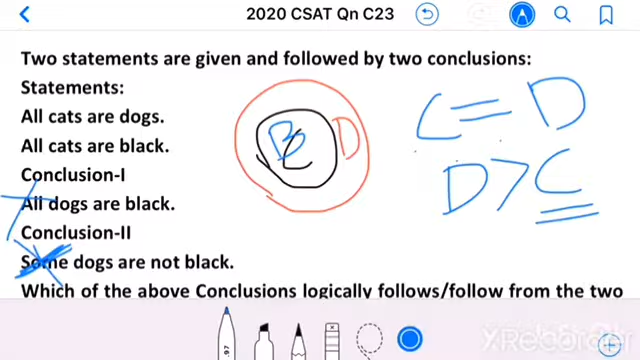 2020 CSAT Qn C23
Two statements are given and followed by two conclusions:
Statements:
All cats are dogs.
All cats are black.
Conclusion-I
All dogs are black.
Conclusion-II
Some dogs are not black.
Which of the above Conclusions logically follows/follow from the two
B D
C
C = D
D > C
.97
XRecorder